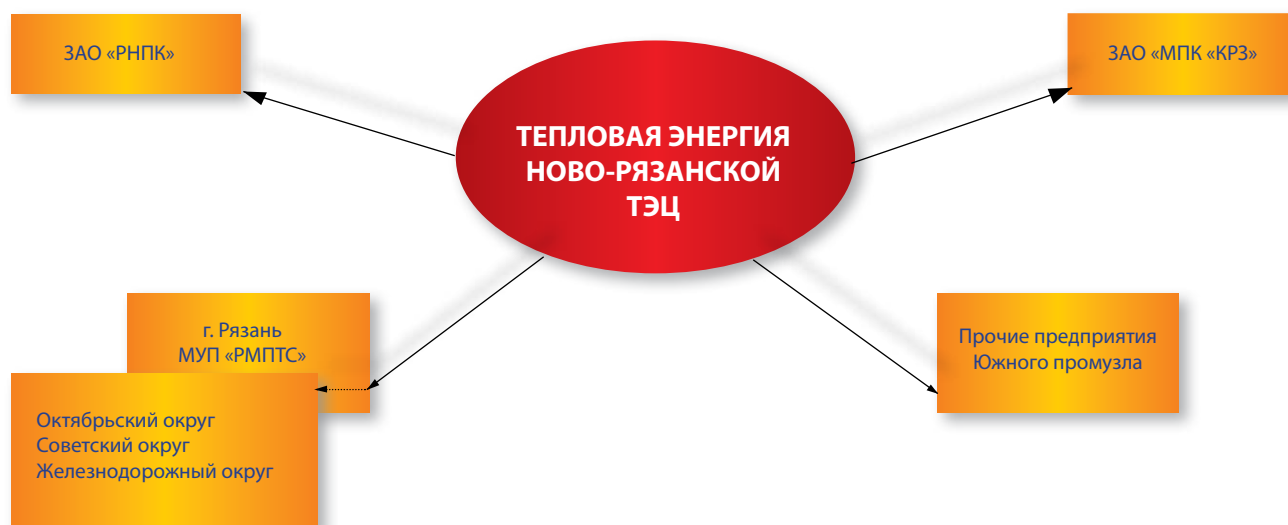 ЗАО «РНПК»
ЗАО «МПК «КРЗ»
ТЕПЛОВАЯ ЭНЕРГИЯ
НОВО-РЯЗАНСКОЙ
ТЭЦ
г. Рязань
МУП «РМПТС»
Октябрьский округ
Советский округ
Железнодорожный округ
Прочие предприятия
Южного промузла